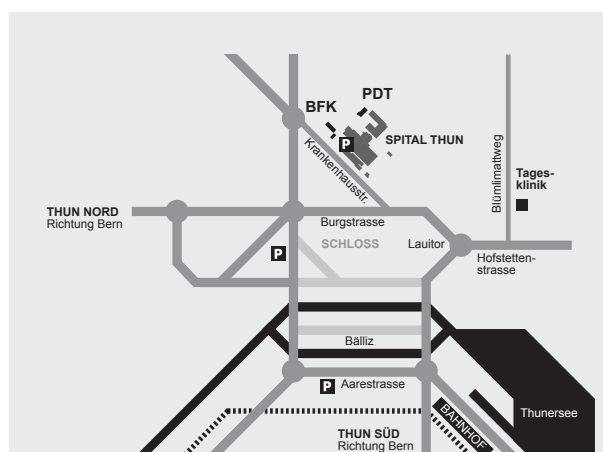 PDT
BFK
P
SPITAL THUN
Krankenhausstr.
Blümlimattweg
Tages-
klinik
THUN NORD
Richtung Bern
Burgstrasse
SCHLOSS
Lauitor
P
Hofstetten-
strasse
Bälliz
P
Aarestrasse
BAHNHOF
Thunersee
THUN SÜD
Richtung Bern